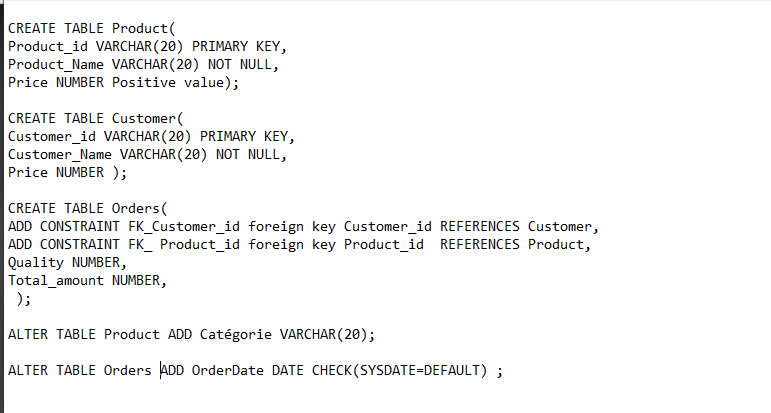 CREATE TABLE Product(
Product_id VARCHAR(20) PRIMARY KEY,
Product_Name VARCHAR(20) NOT NULL,
Price NUMBER Positive value);
CREATE TABLE Customer(
Customer_id VARCHAR(20) PRIMARY KEY,
Customer_Name VARCHAR(20) NOT NULL,
Price NUMBER );
CREATE TABLE Orders(
ADD CONSTRAINT FK_Customer_id foreign key Customer_id REFERENCES Customer,
ADD CONSTRAINT FK_ Product_id foreign key Product_id  REFERENCES Product,
Quality NUMBER,
Total_amount NUMBER,
 );
ALTER TABLE Product ADD Catégorie VARCHAR(20);
ALTER TABLE Orders ADD OrderDate DATE CHECK(SYSDATE=DEFAULT) ;